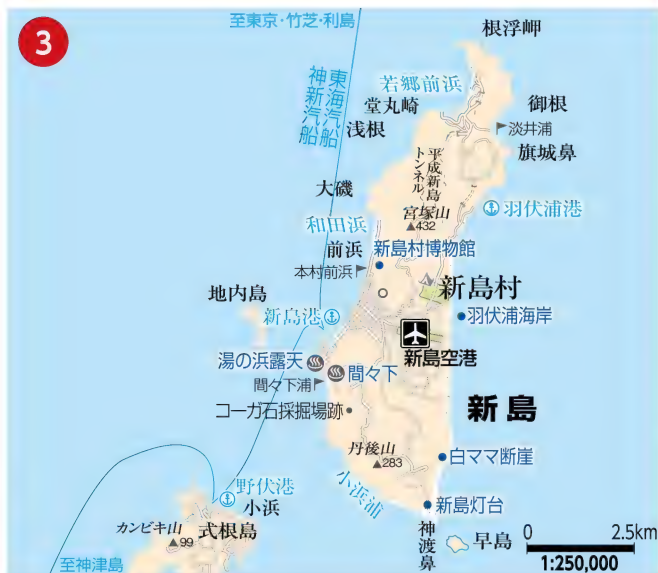 3
至東京・竹芝・利島
根浮岬
若郷前浜
堂丸崎
御根
東海汽船
神新汽船
浅根
淡井浦
旗城鼻
平成新島
トンネル
大磯
宮塚山
▲432
羽伏浦港
和田浜
前浜
新島村博物館
本村前浜
新島村
地内島
新島港
羽伏浦海岸
新島空港
湯の浜露天
間々下
間々下浦
コーガ石採掘場跡
新島
丹後山
▲283
白ママ断崖
小浜浦
野伏港
小浜
新島灯台
カンビキ山
▲99
式根島
神渡鼻
早島
0 2.5km
至神津島
1:250,000